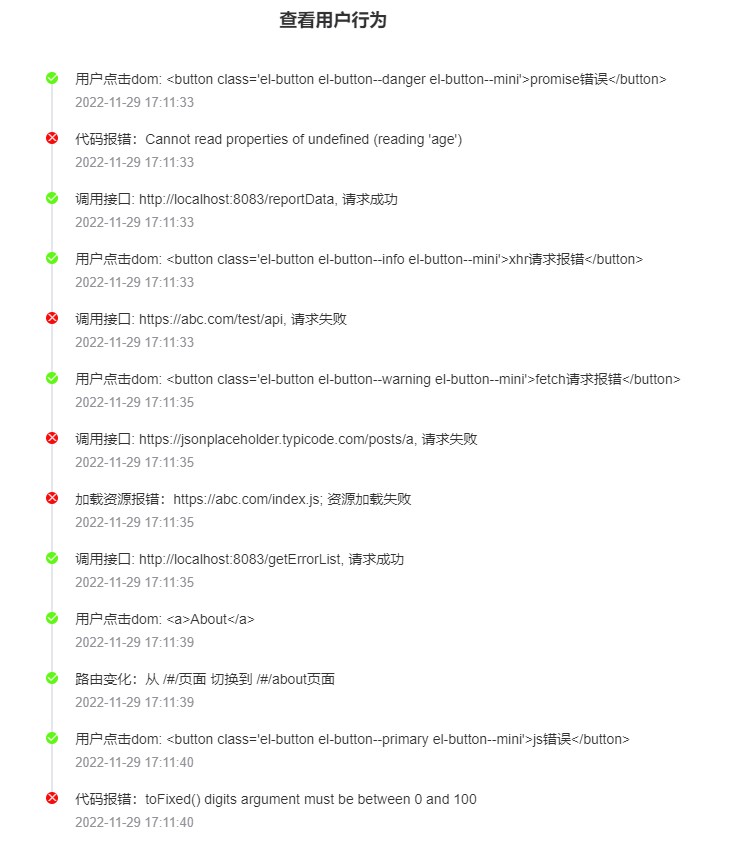 查看用户行为
用户点击dom: <button class='el-button el-button--danger el-button--mini'>promise错误</button>
2022-11-29 17:11:33
代码报错：Cannot read properties of undefined (reading 'age')
2022-11-29 17:11:33
调用接口: http://localhost:8083/reportData, 请求成功
2022-11-29 17:11:33
用户点击dom: <button class='el-button el-button--info el-button--mini'>xhr请求报错</button>
2022-11-29 17:11:33
调用接口: https://abc.com/test/api, 请求失败
2022-11-29 17:11:33
用户点击dom: <button class='el-button el-button--warning el-button--mini'>fetch请求报错</button>
2022-11-29 17:11:35
调用接口: https://jsonplaceholder.typicode.com/posts/a, 请求失败
2022-11-29 17:11:35
加载资源报错：https://abc.com/index.js; 资源加载失败
2022-11-29 17:11:35
调用接口: http://localhost:8083/getErrorList, 请求成功
2022-11-29 17:11:35
用户点击dom: <a>About</a>
2022-11-29 17:11:39
路由变化：从 /#/页面 切换到 /#/about页面
2022-11-29 17:11:39
用户点击dom: <button class='el-button el-button--primary el-button--mini'>js错误</button>
2022-11-29 17:11:40
代码报错：toFixed() digits argument must be between 0 and 100
2022-11-29 17:11:40